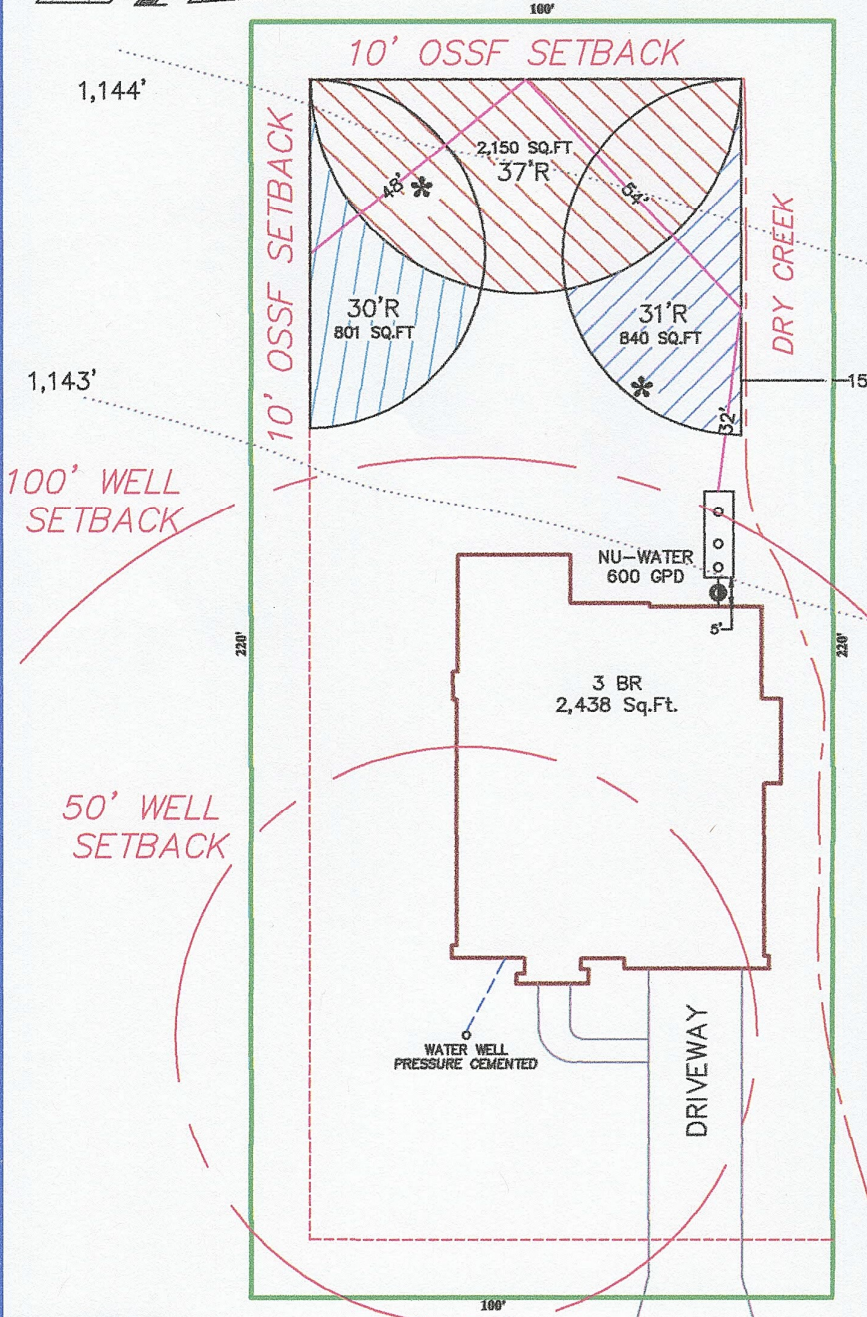 100'
10' OSSF SETBACK
1,144'
10' OSSF SETBACK
2,150 SQ.FT
37'R
48'
*
54'
DRY CREEK
30'R
801 SQ.FT
31'R
840 SQ.FT
*
1,143'
15
32'
100' WELL
SETBACK
NU-WATER
600 GPD
5'
220'
220'
3 BR
2,438 Sq.Ft.
50' WELL
SETBACK
WATER WELL
PRESSURE CEMENTED
DRIVEWAY
100'